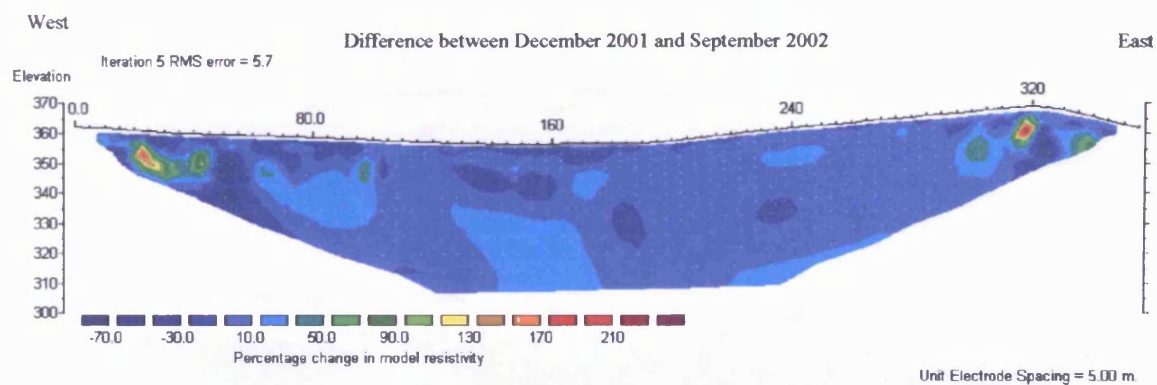 West
Difference between December 2001 and September 2002
East
Iteration 5 RMS error = 5.7
Elevation
370
360
350
340
330
320
310
300
0.0
80.0
160
240
320
-70.0 -30.0 10.0 50.0 90.0 130 170 210
Percentage change in model resistivity
Unit Electrode Spacing = 5.00 m.